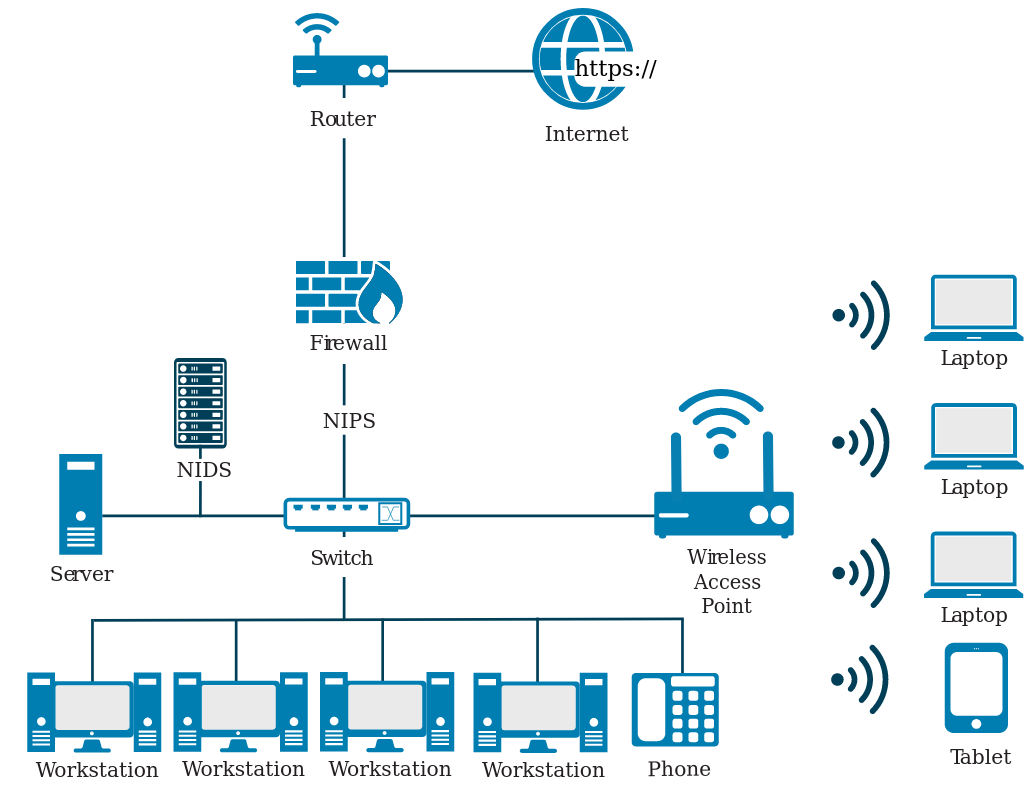 https://
Router
Internet
Firewall
Laptop
NIPS
NIDS
Laptop
Switch
Wireless
Access
Point
Server
Laptop
Tablet
Workstation
Workstation
Workstation
Workstation
Phone